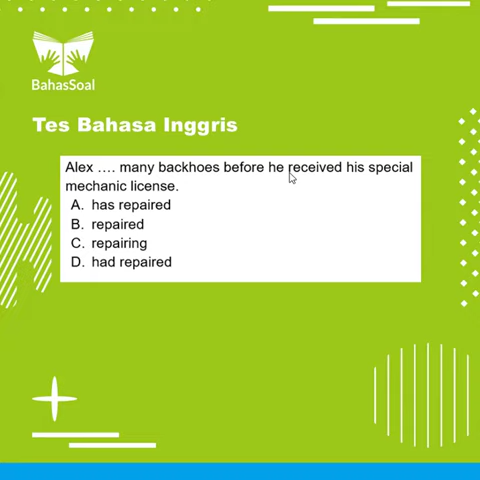 BahasSoal
Tes Bahasa Inggris
Alex …. many backhoes before he received his special
mechanic license.
A. has repaired
B. repaired
C. repairing
D. had repaired